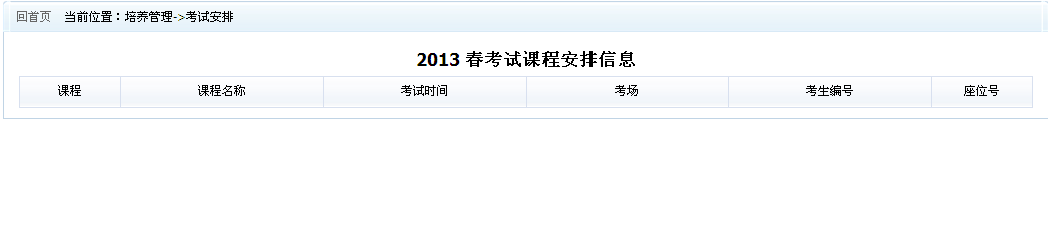 回首页 当前位置：培养管理->考试安排
2013 春考试课程安排信息
课程 课程名称 考试时间 考场 考生编号 座位号